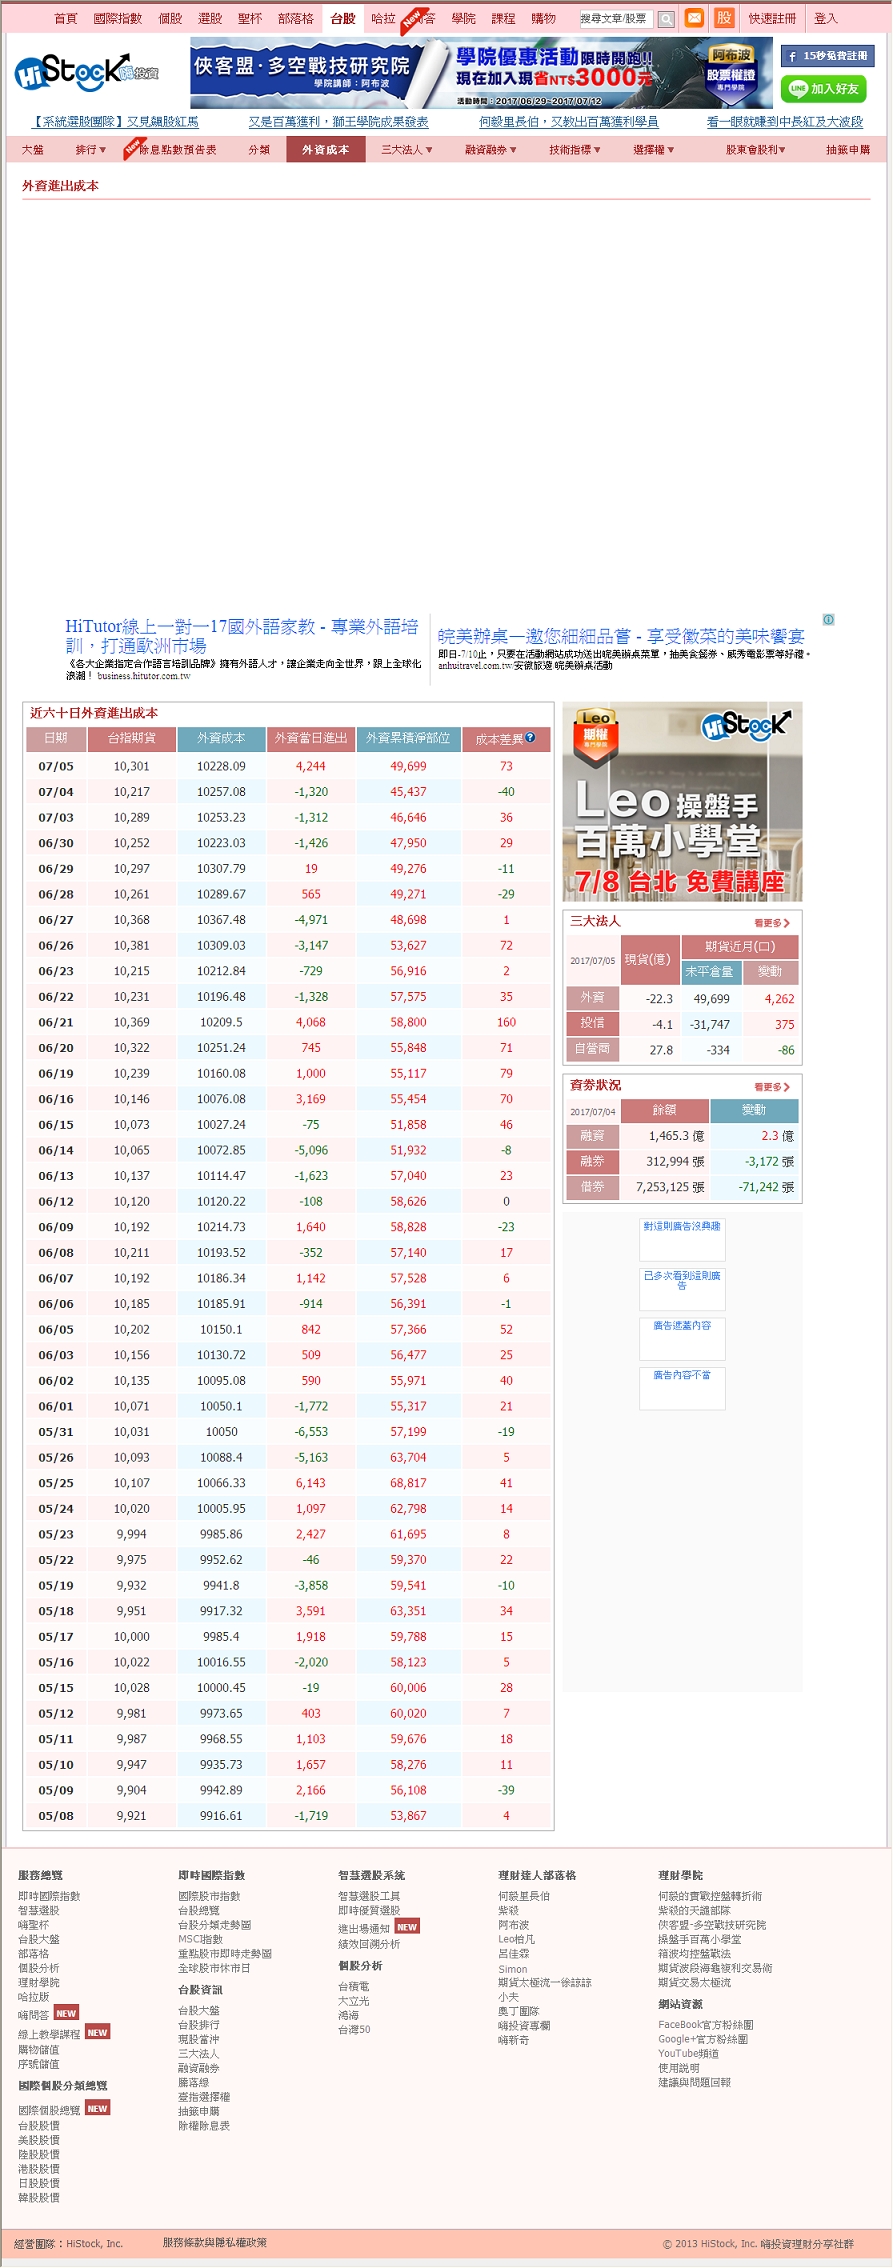 首頁 國際指數 個股 選股 聖杯 部落格 台股 哈拉 New 答 學院 課程 購物 搜尋文章/股票 股 快速註冊 登入
HiStock 嗨投資
俠客盟·多空戰技研究院
學院講師：阿布波
學院優惠活動限時開跑!!
現在加入現省NT$3000元
活動時間：2017/06/29~2017/07/12
阿布波
股票權證
專門學院
f 15秒免費註冊
LINE 加入好友
【系統選股團隊】又見飆股紅馬 又是百萬獲利，獅王學院成果發表 何毅里長伯，又教出百萬獲利學員 看一眼就賺到中長紅及大波段
大盤 排行▼ New 除息點數預告表 分類 外資成本 三大法人▼ 融資融券▼ 技術指標▼ 選擇權▼ 股東會股利▼ 抽籤申購
外資進出成本
HiTutor線上一對一17國外語家教 - 專業外語培訓，打通歐洲市場
《各大企業指定合作語言培訓品牌》擁有外語人才，讓企業走向全世界，跟上全球化浪潮！ business.hitutor.com.tw
皖美辦桌一邀您細細品嘗 - 享受徽菜的美味饗宴
即日-7/10止，只要在活動網站成功送出皖美辦桌菜單，抽美食餐券、威秀電影票等好禮。
anhuitravel.com.tw/安徽旅遊-皖美辦桌活動
近六十日外資進出成本
日期 台指期貨 外資成本 外資當日進出 外資累積淨部位 成本差異
07/05 10,301 10228.09 4,244 49,699 73
07/04 10,217 10257.08 -1,320 45,437 -40
07/03 10,289 10253.23 -1,312 46,646 36
06/30 10,252 10223.03 -1,426 47,950 29
06/29 10,297 10307.79 19 49,276 -11
06/28 10,261 10289.67 565 49,271 -29
06/27 10,368 10367.48 -4,971 48,698 1
06/26 10,381 10309.03 -3,147 53,627 72
06/23 10,215 10212.84 -729 56,916 2
06/22 10,231 10196.48 -1,328 57,575 35
06/21 10,369 10209.5 4,068 58,800 160
06/20 10,322 10251.24 745 55,848 71
06/19 10,239 10160.08 1,000 55,117 79
06/16 10,146 10076.08 3,169 55,454 70
06/15 10,073 10027.24 -75 51,858 46
06/14 10,065 10072.85 -5,096 51,932 -8
06/13 10,137 10114.47 -1,623 57,040 23
06/12 10,120 10120.22 -108 58,626 0
06/09 10,192 10214.73 1,640 58,828 -23
06/08 10,211 10193.52 -352 57,140 17
06/07 10,192 10186.34 1,142 57,528 6
06/06 10,185 10185.91 -914 56,391 -1
06/05 10,202 10150.1 842 57,366 52
06/03 10,156 10130.72 509 56,477 25
06/02 10,135 10095.08 590 55,971 40
06/01 10,071 10050.1 -1,772 55,317 21
05/31 10,031 10050 -6,553 57,199 -19
05/26 10,093 10088.4 -5,163 63,704 5
05/25 10,107 10066.33 6,143 68,817 41
05/24 10,020 10005.95 1,097 62,798 14
05/23 9,994 9985.86 2,427 61,695 8
05/22 9,975 9952.62 -46 59,370 22
05/19 9,932 9941.8 -3,858 59,541 -10
05/18 9,951 9917.32 3,591 63,351 34
05/17 10,000 9985.4 1,918 59,788 15
05/16 10,022 10016.55 -2,020 58,123 5
05/15 10,028 10000.45 -19 60,006 28
05/12 9,981 9973.65 403 60,020 7
05/11 9,987 9968.55 1,103 59,676 18
05/10 9,947 9935.73 1,657 58,276 11
05/09 9,904 9942.89 2,166 56,108 -39
05/08 9,921 9916.61 -1,719 53,867 4
Leo
期權
專門學院
HiStock
Leo 操盤手
百萬小學堂
7/8 台北 免費講座
三大法人 看更多
2017/07/05 現貨(億) 期貨近月(口)
未平倉量 變動
外資 -22.3 49,699 4,262
投信 -4.1 -31,747 375
自營商 27.8 -334 -86
資券狀況 看更多
2017/07/04 餘額 變動
融資 1,465.3 億 2.3 億
融券 312,994 張 -3,172 張
借券 7,253,125 張 -71,242 張
對這則廣告沒興趣
已多次看到這則廣告
廣告遮蓋內容
廣告內容不當
服務總覽
即時國際指數
智慧選股
嗨聖杯
台股大盤
部落格
個股分析
理財學院
哈拉版
嗨問答 NEW
線上教學課程 NEW
購物儲值
序號儲值
國際個股分類總覽
國際個股總覽 NEW
台股股價
美股股價
陸股股價
港股股價
日股股價
韓股股價
即時國際指數
國際股市指數
台股總覽
台股分類走勢圖
MSCI指數
重點股市即時走勢圖
全球股市休市日
台股資訊
台股大盤
台股排行
現股當沖
三大法人
融資融券
騰落線
臺指選擇權
抽籤申購
除權除息表
智慧選股系統
智慧選股工具
即時優質選股
進出場通知 NEW
績效回溯分析
個股分析
台積電
大立光
鴻海
台灣50
理財達人部落格
何毅里長伯
紫殺
阿布波
Leo槍凡
呂佳霖
Simon
期貨太極流一徐諒諒
小夫
奧丁團隊
嗨投資專欄
嗨新奇
理財學院
何毅的實戰控盤轉折術
紫殺的天譴部隊
俠客盟-多空戰技研究院
操盤手百萬小學堂
箱波均控盤戰法
期貨波段海龜複利交易術
期貨交易太極流
網站資源
FaceBook官方粉絲團
Google+官方粉絲團
YouTube頻道
使用說明
建議與問題回報
經營團隊：HiStock, Inc. 服務條款與隱私權政策 © 2013 HiStock, Inc. 嗨投資理財分享社群